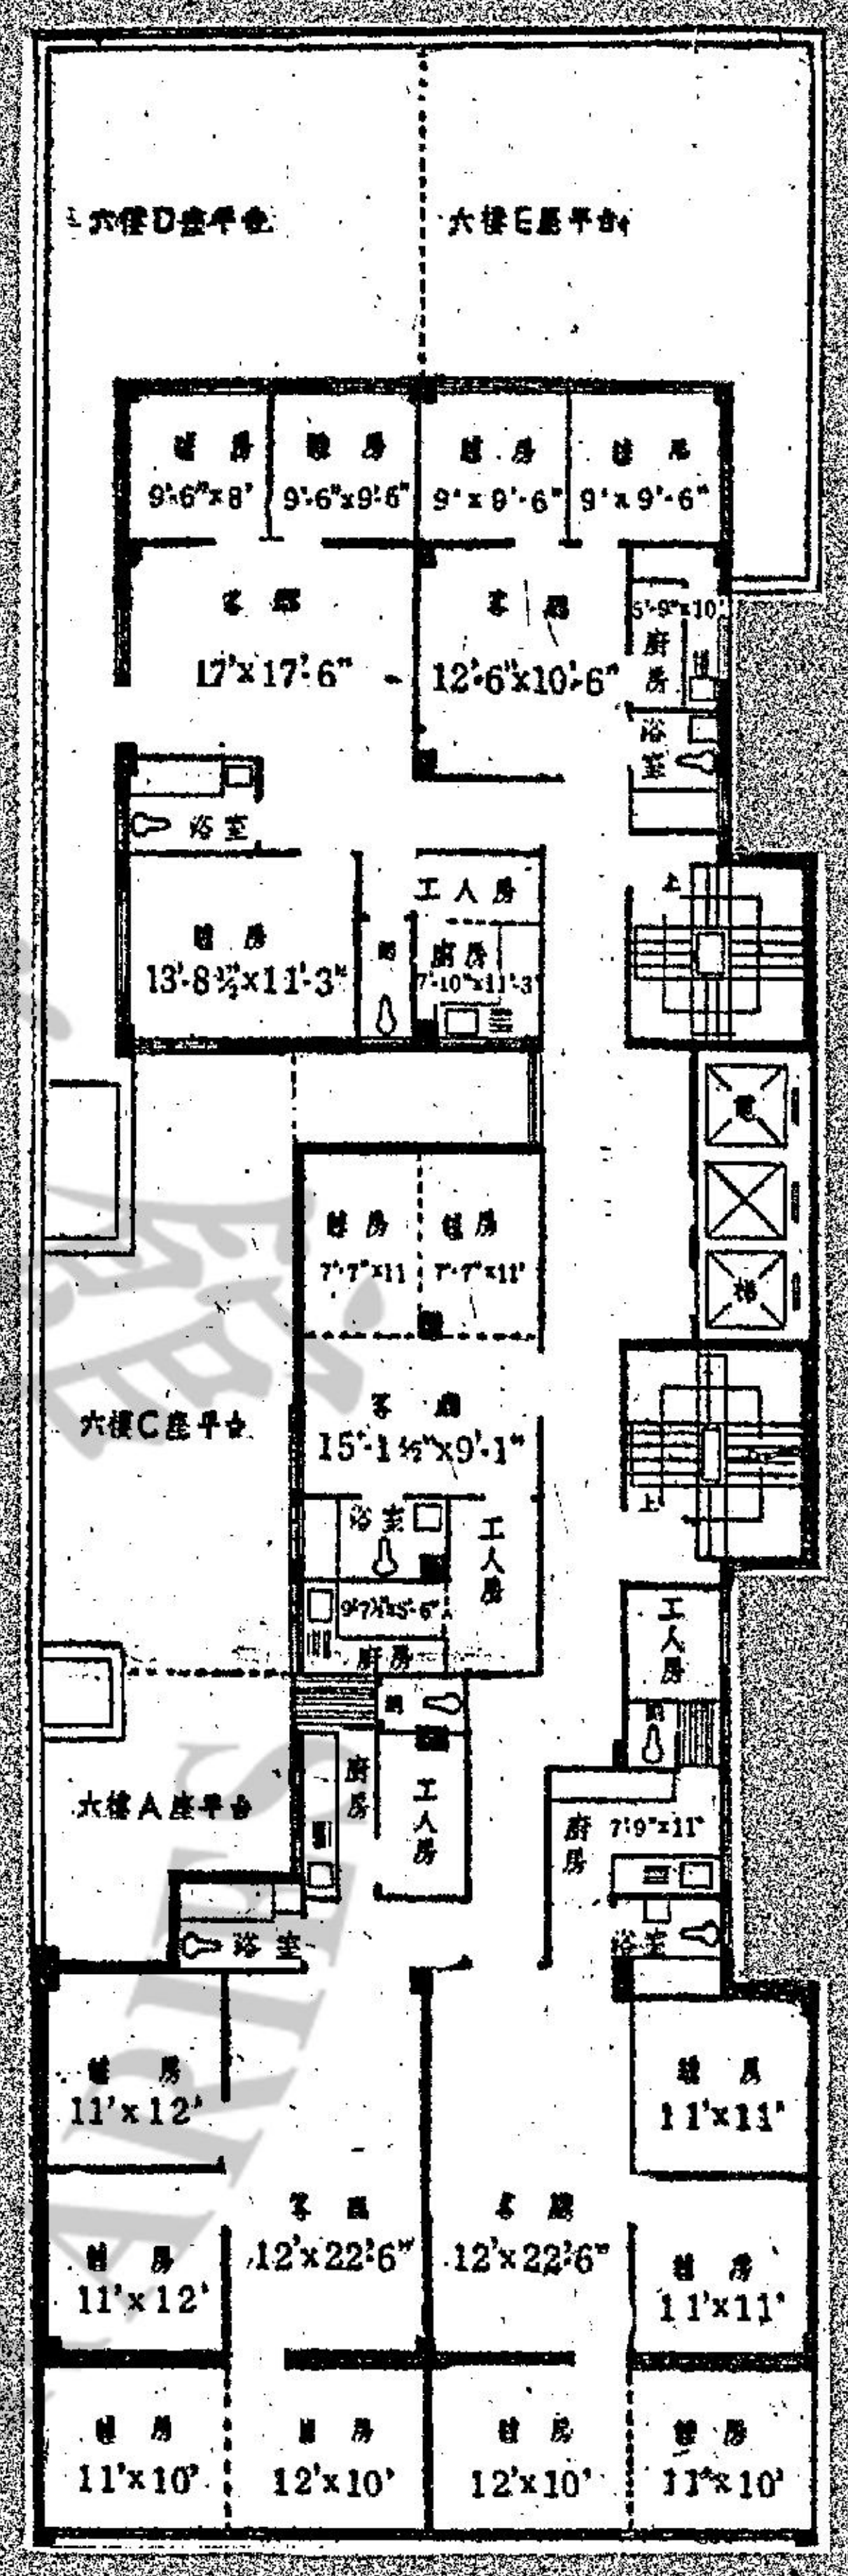 六樓D座平台
六樓E座平台
睡房
9'-6"x8'
睡房
9'-6"x9'-6"
睡房
9'x9'-6"
睡房
9'x9'-6"
客廳
17'x17'-6"
客廳
12'-6"x10'-6"
5'-9"x10'
廚房
浴室
浴室
工人房
上
睡房
13'-8½"x11'-3"
廁
廚房
7'-10"x11'-3"
電
梯
睡房
7'-7"x11'
睡房
7'-7"x11'
客廳
15'-1½"x9'-1"
六樓C座平台
浴室
工人房
上
9'-7½"x5'-6"
廚房
工人房
廁
廁
廚房
工人房
六樓A座平台
廚房
7'-9"x11'
浴室
浴室
睡房
11'x12'
睡房
11'x11'
客廳
12'x22'-6"
客廳
12'x22'-6"
睡房
11'x12'
睡房
11'x11'
睡房
11'x10'
睡房
12'x10'
睡房
12'x10'
睡房
11'x10'